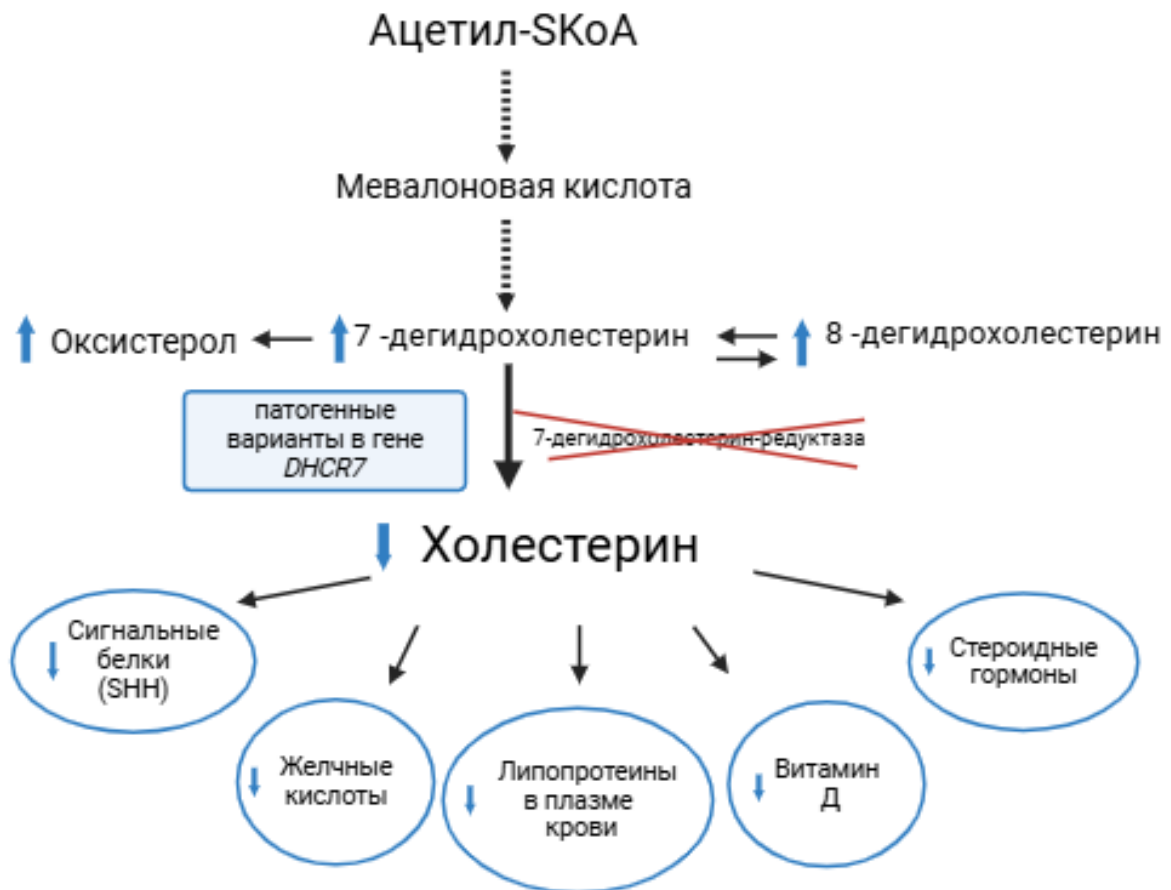 Ацетил-SKoA
Мевалоновая кислота
Оксистерол
7 -дегидрохолестерин
8 -дегидрохолестерин
патогенные
варианты в гене
DHCR7
7-дегидрохолестерин-редуктаза
Холестерин
Сигнальные
белки
(SHH)
Желчные
кислоты
Липопротеины
в плазме
крови
Витамин
Д
Стероидные
гормоны